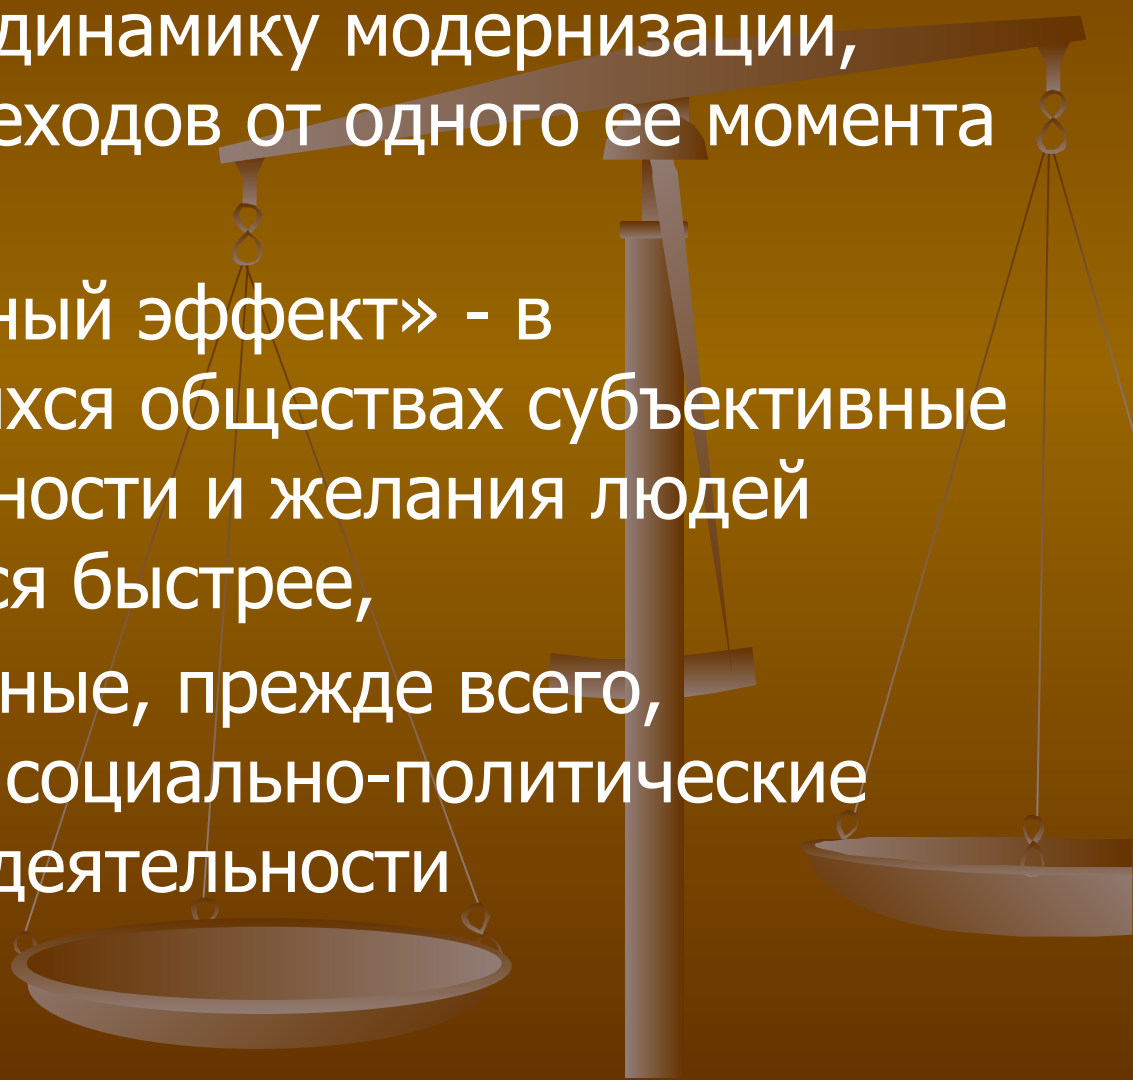 динамику модернизации,
еходов от одного ее момента
ный эффект» - в
ихся обществах субъективные
ности и желания людей
ся быстрее,
ные, прежде всего,
социально-политические
деятельности